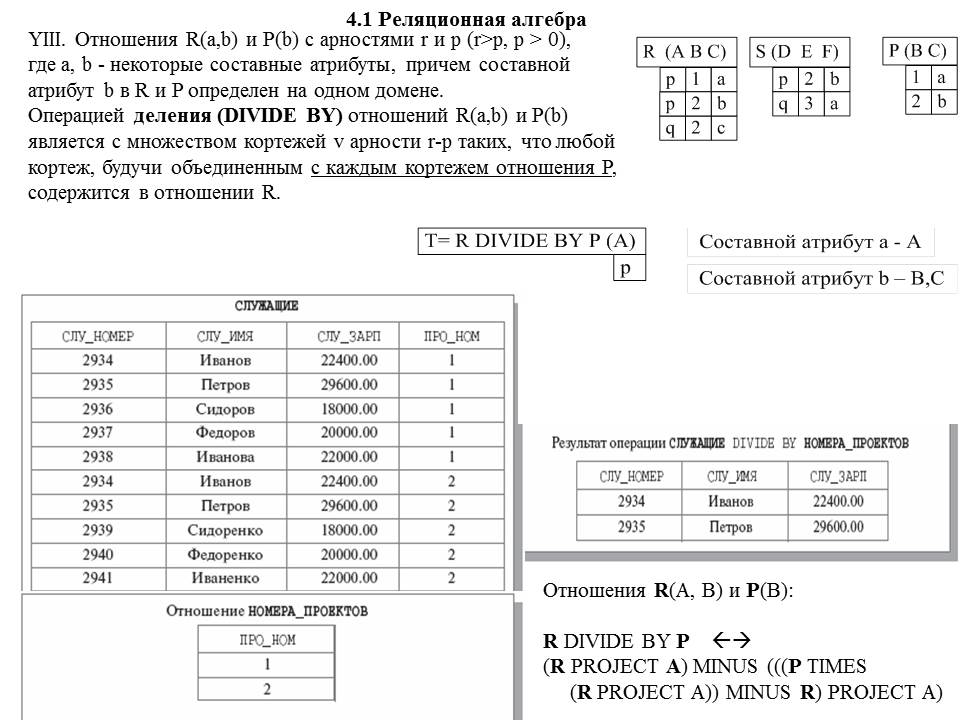 4.1 Реляционная алгебра
YIII. Отношения R(a,b) и P(b) с арностями r и p (r>p, p > 0),
где a, b - некоторые составные атрибуты, причем составной
атрибут b в R и P определен на одном домене.
Операцией деления (DIVIDE BY) отношений R(a,b) и P(b)
является с множеством кортежей v арности r-p таких, что любой
кортеж, будучи объединенным с каждым кортежем отношения P,
содержится в отношении R.
R (A B C)
p 1 a
p 2 b
q 2 c
S (D E F)
p 2 b
q 3 a
P (B C)
1 a
2 b
T= R DIVIDE BY P (A)
p
Составной атрибут a - A
Составной атрибут b – B,C
СЛУЖАЩИЕ
СЛУ_НОМЕР СЛУ_ИМЯ СЛУ_ЗАРП ПРО_НОМ
2934 Иванов 22400.00 1
2935 Петров 29600.00 1
2936 Сидоров 18000.00 1
2937 Федоров 20000.00 1
2938 Иванова 22000.00 1
2934 Иванов 22400.00 2
2935 Петров 29600.00 2
2939 Сидоренко 18000.00 2
2940 Федоренко 20000.00 2
2941 Иваненко 22000.00 2
Отношение НОМЕРА_ПРОЕКТОВ
ПРО_НОМ
1
2
Результат операции СЛУЖАЩИЕ DIVIDE BY НОМЕРА_ПРОЕКТОВ
СЛУ_НОМЕР СЛУ_ИМЯ СЛУ_ЗАРП
2934 Иванов 22400.00
2935 Петров 29600.00
Отношения R(A, B) и P(B):
R DIVIDE BY P ←→
(R PROJECT A) MINUS (((P TIMES
(R PROJECT A)) MINUS R) PROJECT A)